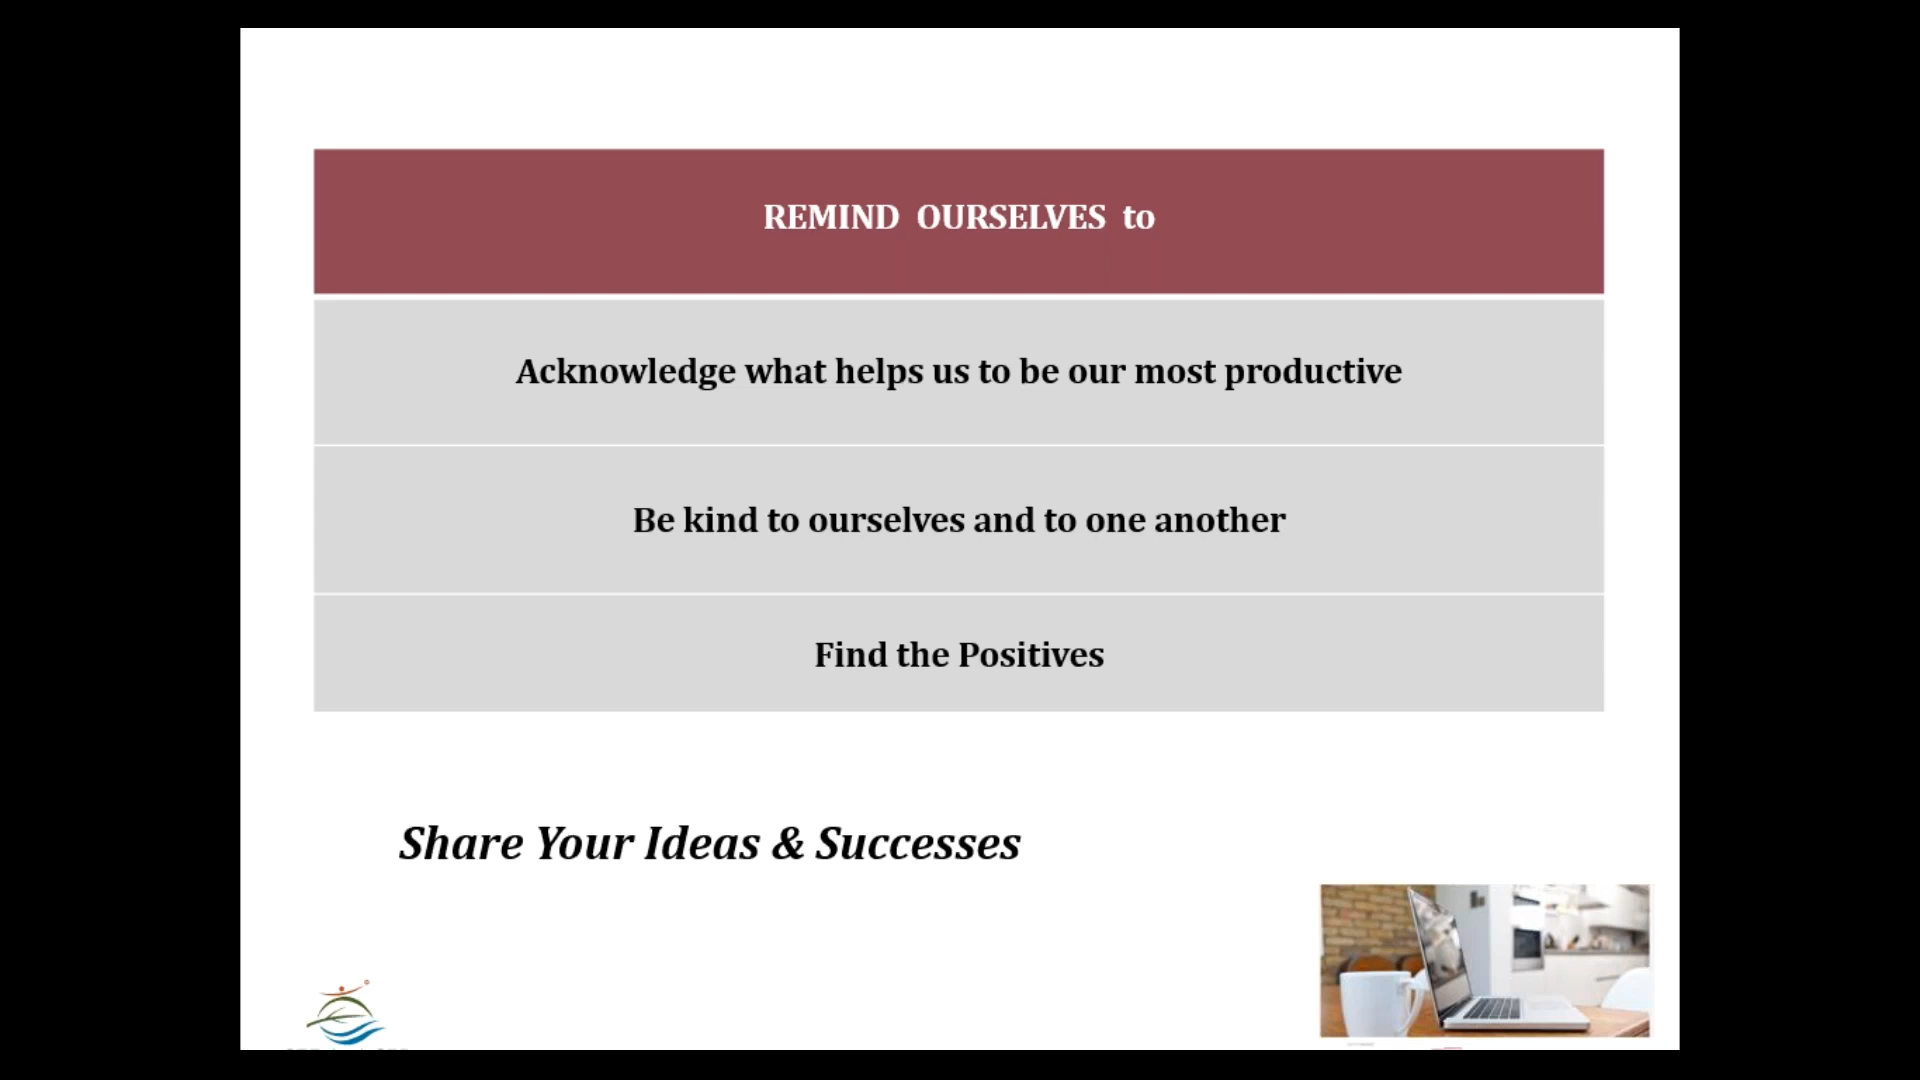 REMIND OURSELVES to
Acknowledge what helps us to be our most productive
Be kind to ourselves and to one another
Find the Positives
Share Your Ideas & Successes